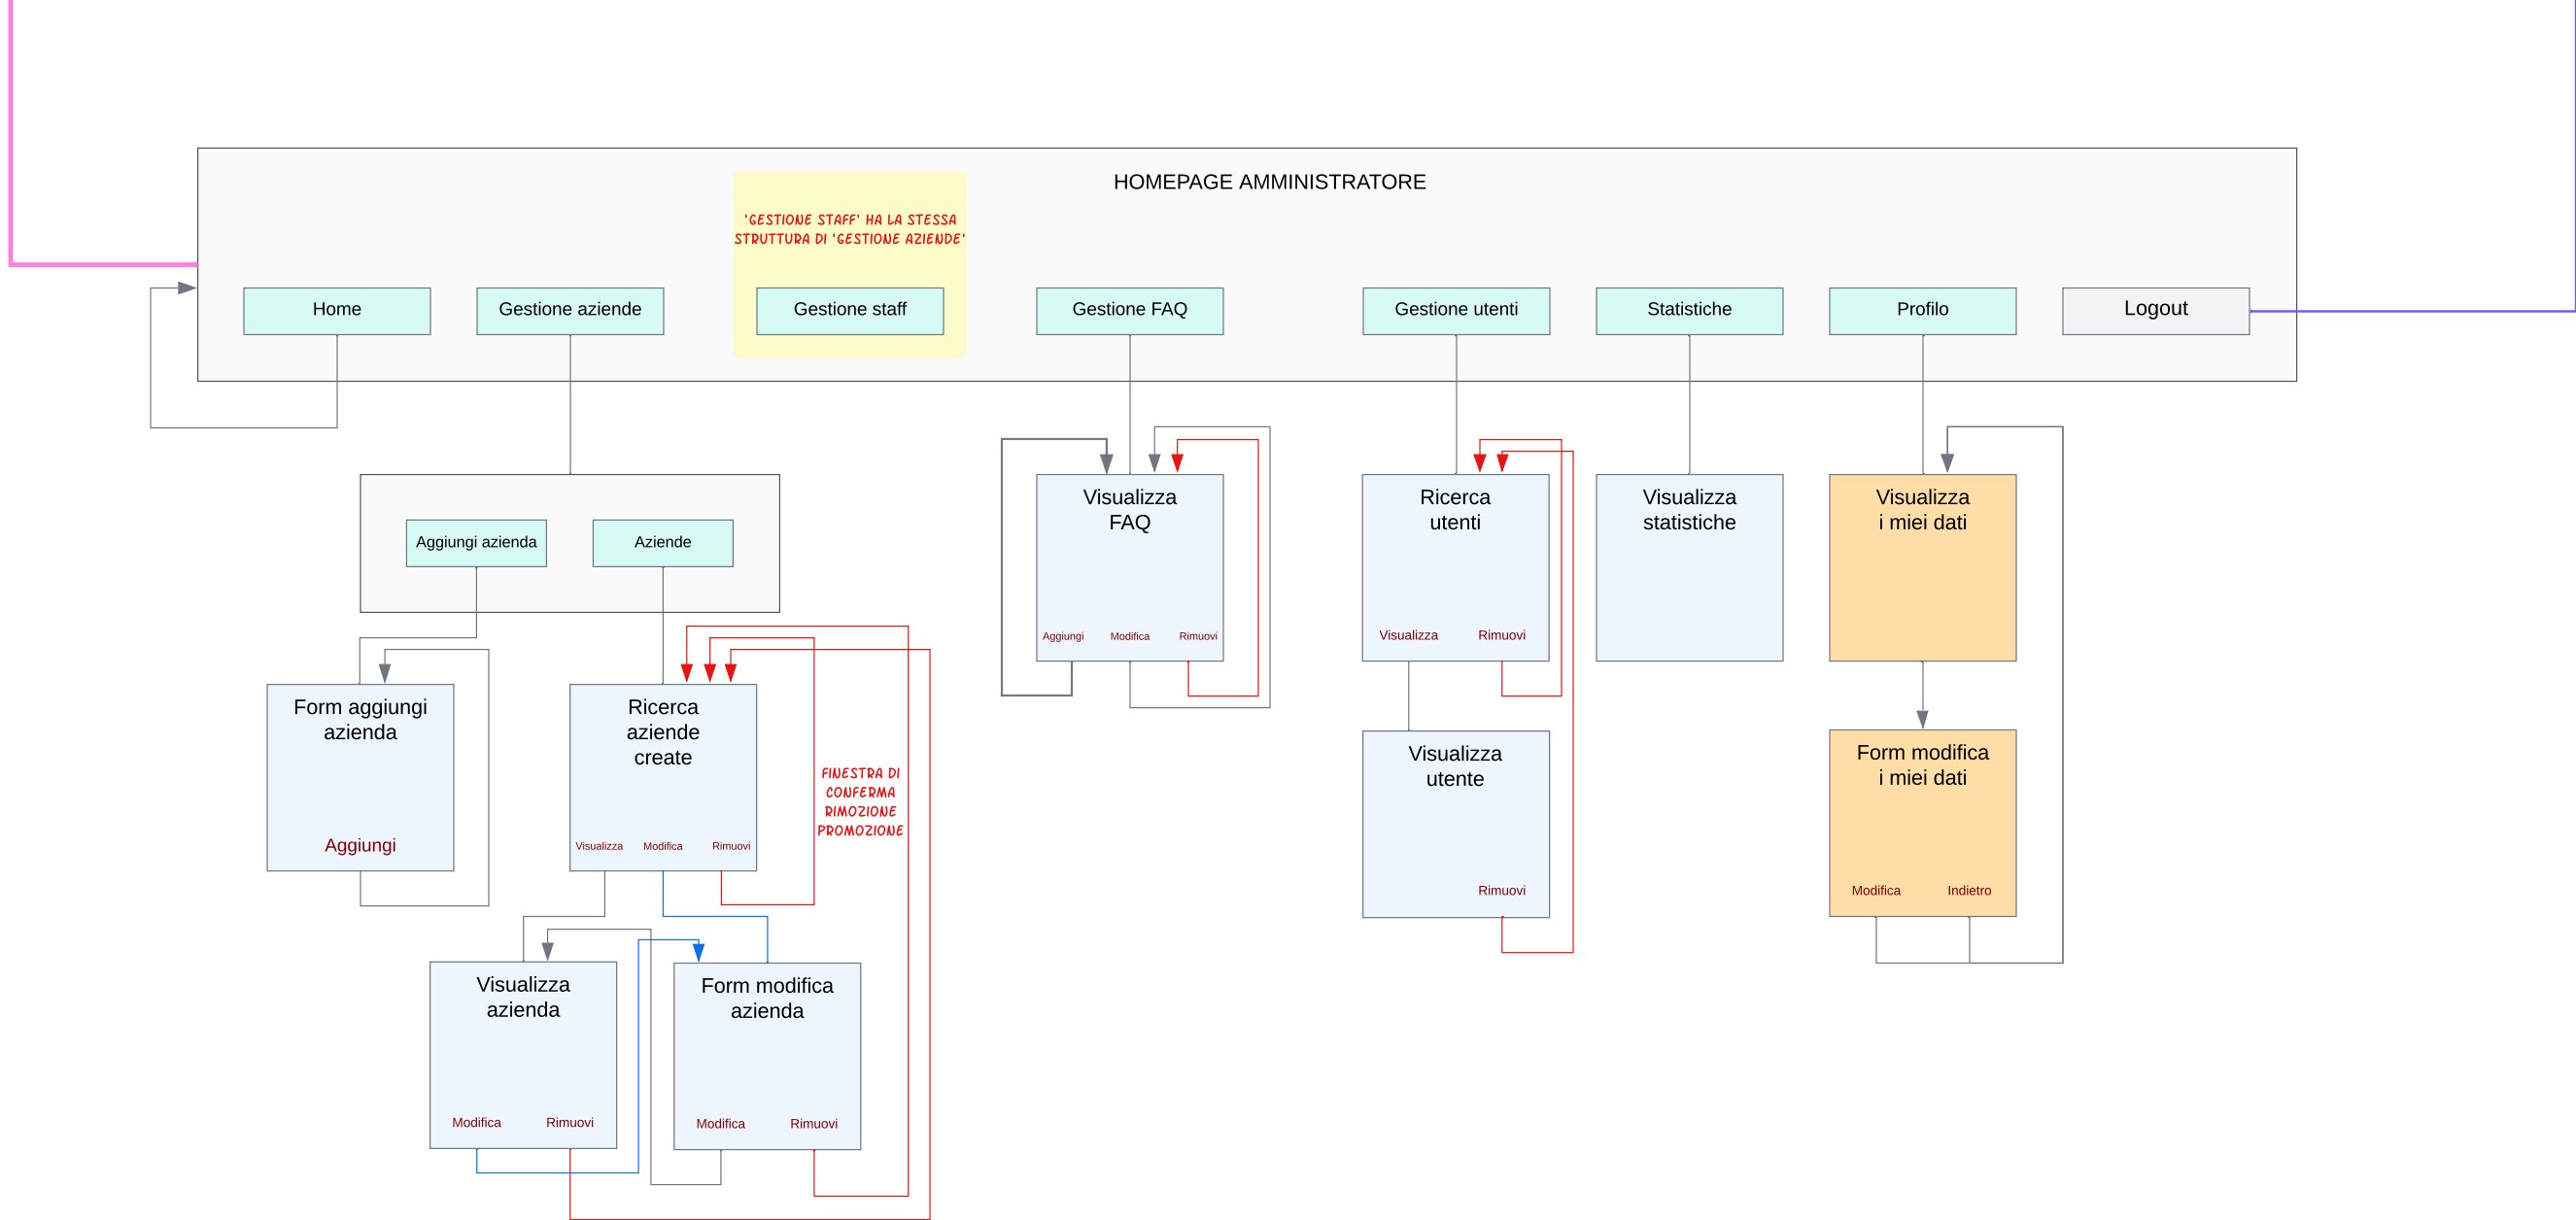 HOMEPAGE AMMINISTRATORE
'GESTIONE STAFF' HA LA STESSA
STRUTTURA DI 'GESTIONE AZIENDE'
Home
Gestione aziende
Gestione staff
Gestione FAQ
Gestione utenti
Statistiche
Profilo
Logout
Aggiungi azienda
Aziende
Visualizza
FAQ
Aggiungi
Modifica
Rimuovi
Ricerca
utenti
Visualizza
Rimuovi
Visualizza
statistiche
Visualizza
i miei dati
Form aggiungi
azienda
Aggiungi
Ricerca
aziende
create
Visualizza
Modifica
Rimuovi
FINESTRA DI
CONFERMA
RIMOZIONE
PROMOZIONE
Visualizza
utente
Rimuovi
Form modifica
i miei dati
Modifica
Indietro
Visualizza
azienda
Modifica
Rimuovi
Form modifica
azienda
Modifica
Rimuovi